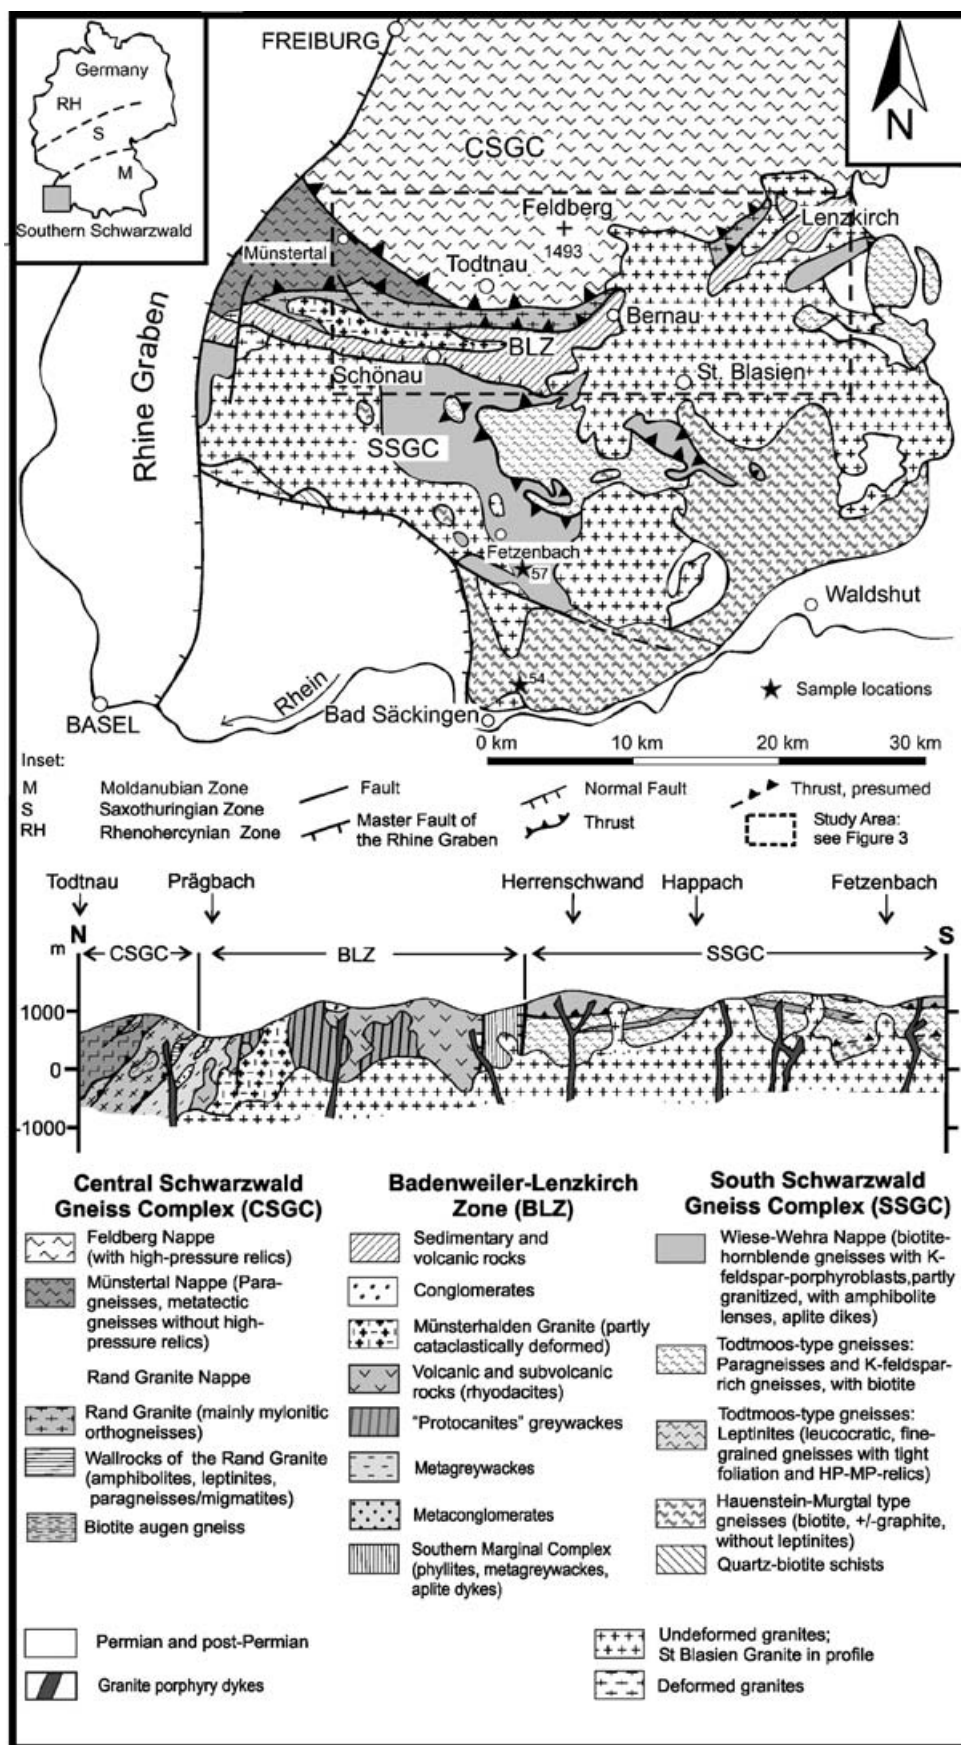 FREIBURG
Germany
RH
S
M
Southern Schwarzwald
N
CSGC
Feldberg
1493
Lenzkirch
Münstertal
Todtnau
Bernau
BLZ
Schönau
St. Blasien
Rhine Graben
SSGC
Fetzenbach
57
Waldshut
54
Sample locations
Rhein
Bad Säckingen
BASEL
0 km 10 km 20 km 30 km
Inset:
M Moldanubian Zone
S Saxothuringian Zone
RH Rhenohercynian Zone
Fault
Master Fault of
the Rhine Graben
Normal Fault
Thrust
Thrust, presumed
Study Area:
see Figure 3
Todtnau Prägbach Herrenschwand Happach Fetzenbach
N S
m CSGC BLZ SSGC
1000
0
-1000
Central Schwarzwald
Gneiss Complex (CSGC)
Feldberg Nappe
(with high-pressure relics)
Münstertal Nappe (Para-
gneisses, metatectic
gneisses without high-
pressure relics)
Rand Granite Nappe
Rand Granite (mainly mylonitic
orthogneisses)
Wallrocks of the Rand Granite
(amphibolites, leptinites,
paragneisses/migmatites)
Biotite augen gneiss
Badenweiler-Lenzkirch
Zone (BLZ)
Sedimentary and
volcanic rocks
Conglomerates
Münsterhalden Granite (partly
cataclastically deformed)
Volcanic and subvolcanic
rocks (rhyodacites)
"Protocanites" greywackes
Metagreywackes
Metaconglomerates
Southern Marginal Complex
(phyllites, metagreywackes,
aplite dykes)
South Schwarzwald
Gneiss Complex (SSGC)
Wiese-Wehra Nappe (biotite-
hornblende gneisses with K-
feldspar-porphyroblasts,partly
granitized, with amphibolite
lenses, aplite dikes)
Todtmoos-type gneisses:
Paragneisses and K-feldspar-
rich gneisses, with biotite
Todtmoos-type gneisses:
Leptinites (leucocratic, fine-
grained gneisses with tight
foliation and HP-MP-relics)
Hauenstein-Murgtal type
gneisses (biotite, +/-graphite,
without leptinites)
Quartz-biotite schists
Permian and post-Permian
Granite porphyry dykes
Undeformed granites;
St Blasien Granite in profile
Deformed granites